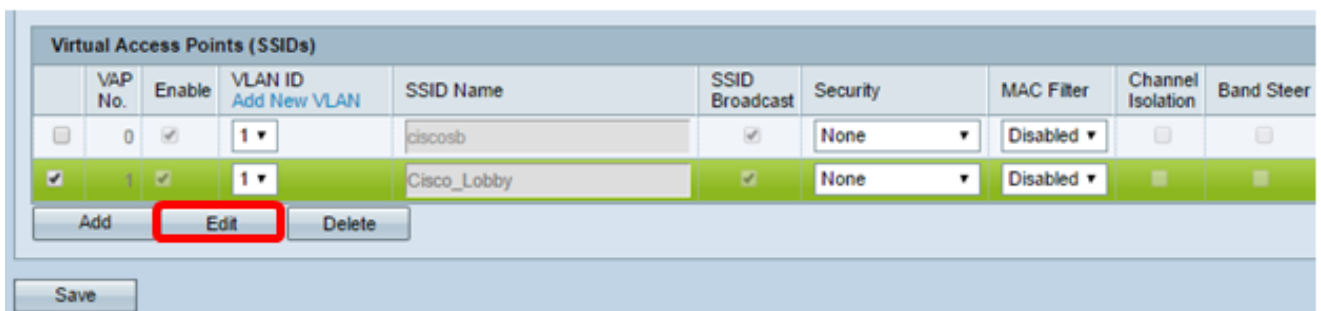 Virtual Access Points (SSIDs)
VAP No. Enable VLAN ID Add New VLAN SSID Name SSID Broadcast Security MAC Filter Channel Isolation Band Steer
0 1 ciscosb None Disabled
1 1 Cisco_Lobby None Disabled
Add Edit Delete
Save